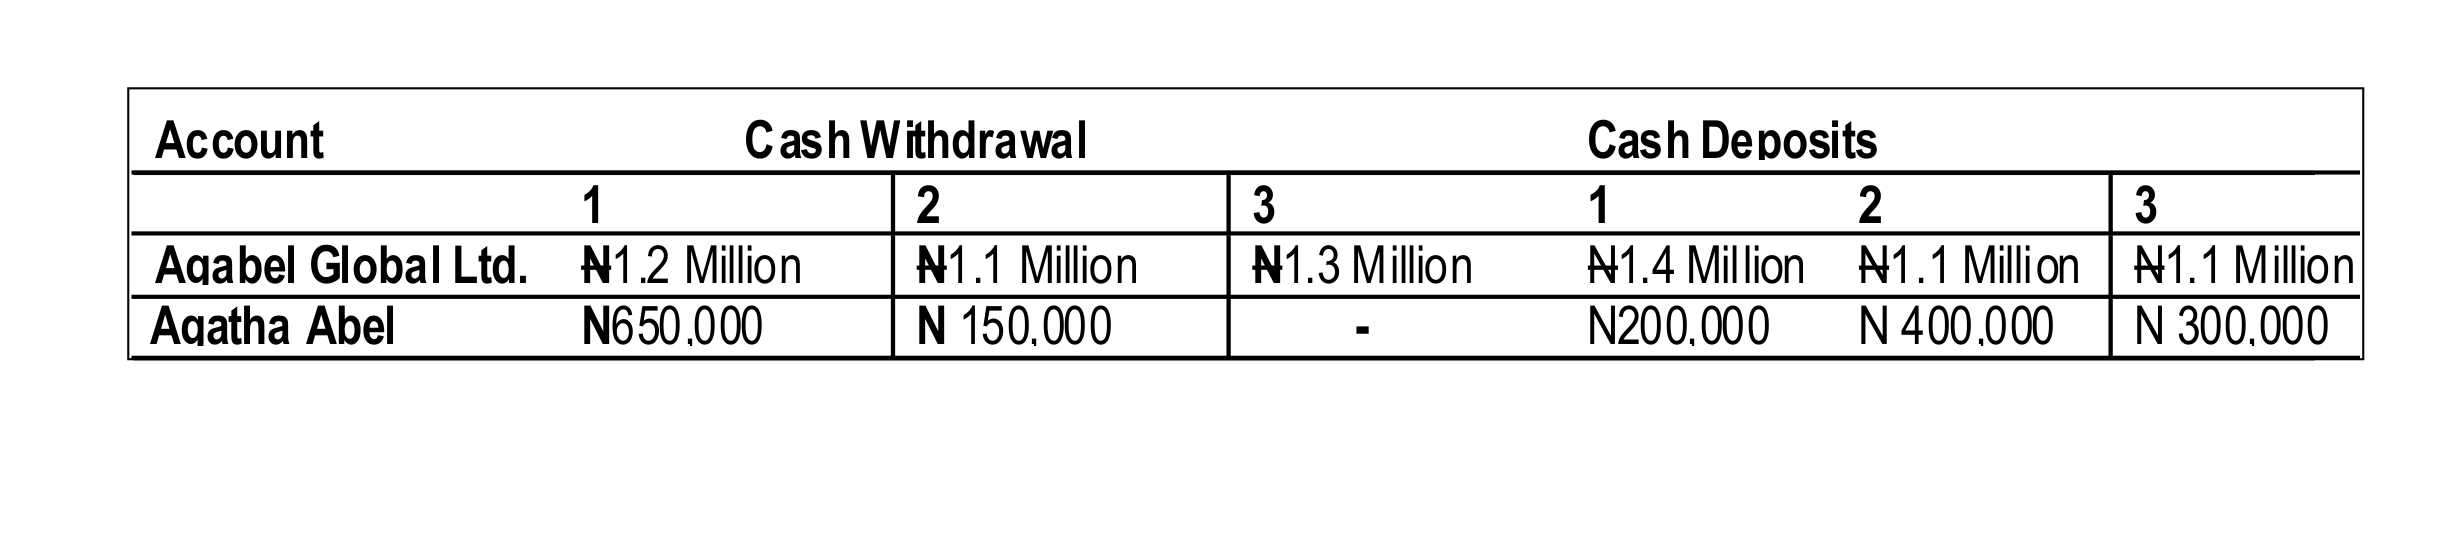 Account Cash Withdrawal Cash Deposits
1 2 3 1 2 3
Agabel Global Ltd. ₦1.2 Million ₦1.1 Million ₦1.3 Million ₦1.4 Million ₦1.1 Million ₦1.1 Million
Agatha Abel N650,000 N 150,000 - N200,000 N 400,000 N 300,000